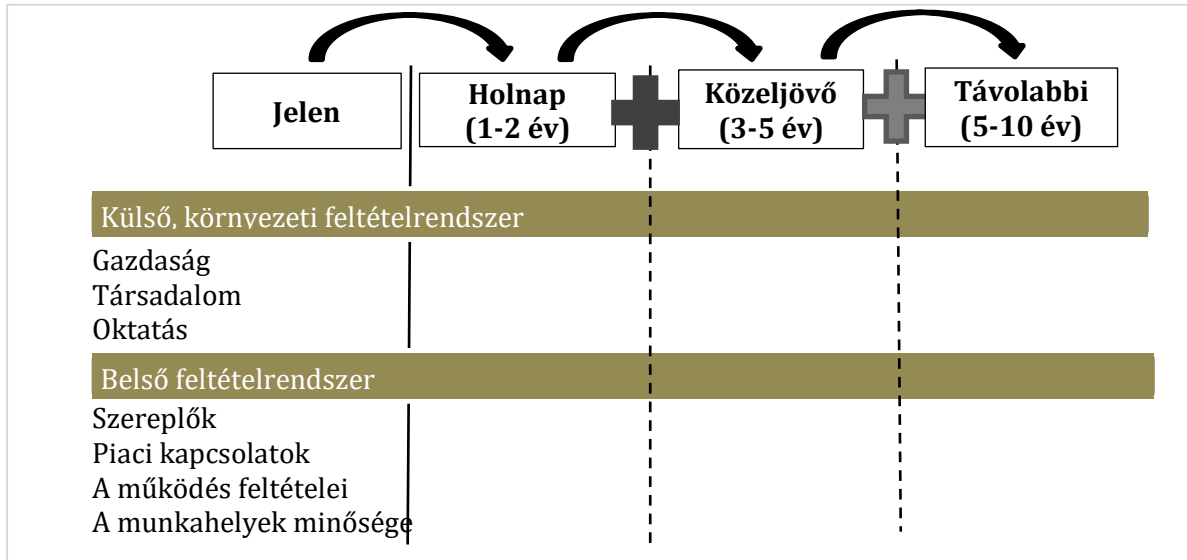 Jelen
Holnap
(1-2 év)
Közeljövő
(3-5 év)
Távolabbi
(5-10 év)
Külső, környezeti feltételrendszer
Gazdaság
Társadalom
Oktatás
Belső feltételrendszer
Szereplők
Piaci kapcsolatok
A működés feltételei
A munkahelyek minősége